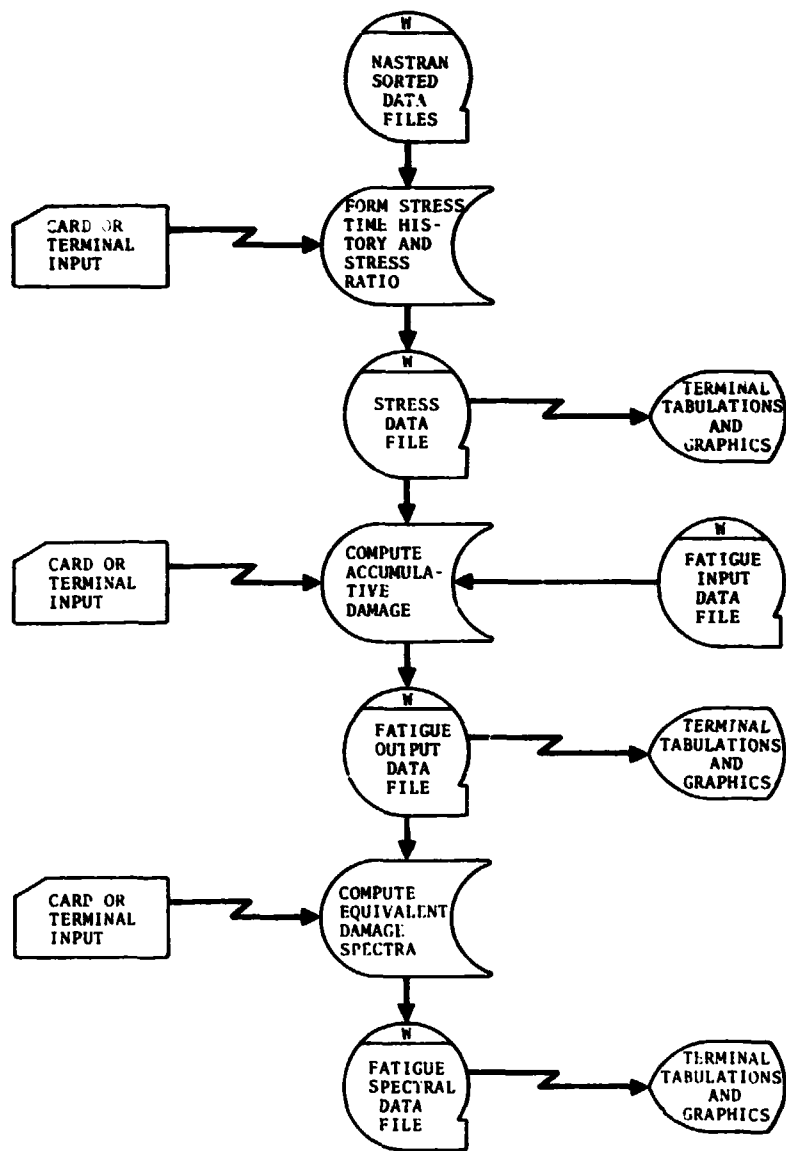 W
NASTRAN
SORTED
DATA
FILES
CARD OR
TERMINAL
INPUT
FORM STRESS
TIME HIS-
TORY AND
STRESS
RATIO
W
STRESS
DATA
FILE
TERMINAL
TABULATIONS
AND
GRAPHICS
CARD OR
TERMINAL
INPUT
COMPUTE
ACCUMULA-
TIVE
DAMAGE
W
FATIGUE
INPUT
DATA
FILE
W
FATIGUE
OUTPUT
DATA
FILE
TERMINAL
TABULATIONS
AND
GRAPHICS
CARD OR
TERMINAL
INPUT
COMPUTE
EQUIVALENT
DAMAGE
SPECTRA
W
FATIGUE
SPECTRAL
DATA
FILE
TERMINAL
TABULATIONS
AND
GRAPHICS